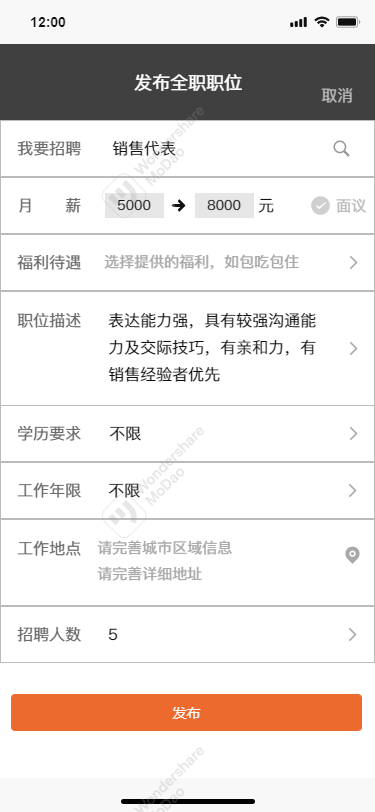 12:00
发布全职职位
取消
我要招聘 销售代表
月 薪 5000 8000 元 面议
福利待遇 选择提供的福利，如包吃包住
职位描述 表达能力强，具有较强沟通能
力及交际技巧，有亲和力，有
销售经验者优先
学历要求 不限
工作年限 不限
工作地点 请完善城市区域信息
请完善详细地址
招聘人数 5
发布
Wondershare
MoDao
Wondershare
MoDao
Wondershare
MoDao